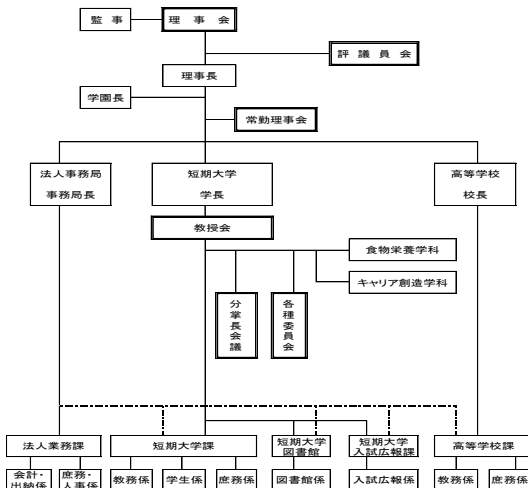 監事
理事会
評議員会
理事長
学園長
常勤理事会
法人事務局
事務局長
短期大学
学長
高等学校
校長
教授会
食物栄養学科
キャリア創造学科
分掌長会議
各種委員会
法人業務課
短期大学課
短期大学
図書館
短期大学
入試広報課
高等学校課
会計・
出納係
庶務・
人事係
教務係
学生係
庶務係
図書館係
入試広報係
教務係
庶務係